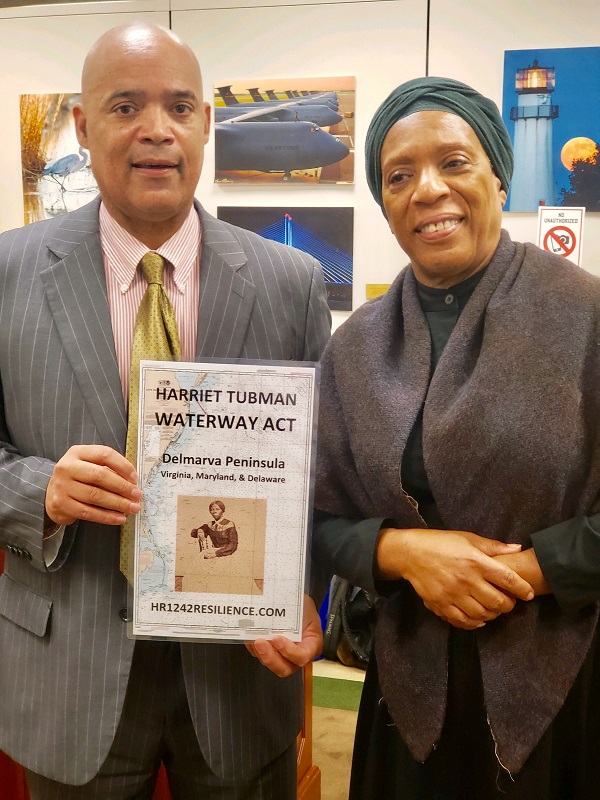 NO
UNAUTHORIZED
HARRIET TUBMAN
WATERWAY ACT
Delmarva Peninsula
Virginia, Maryland, & Delaware
HR1242RESILIENCE.COM